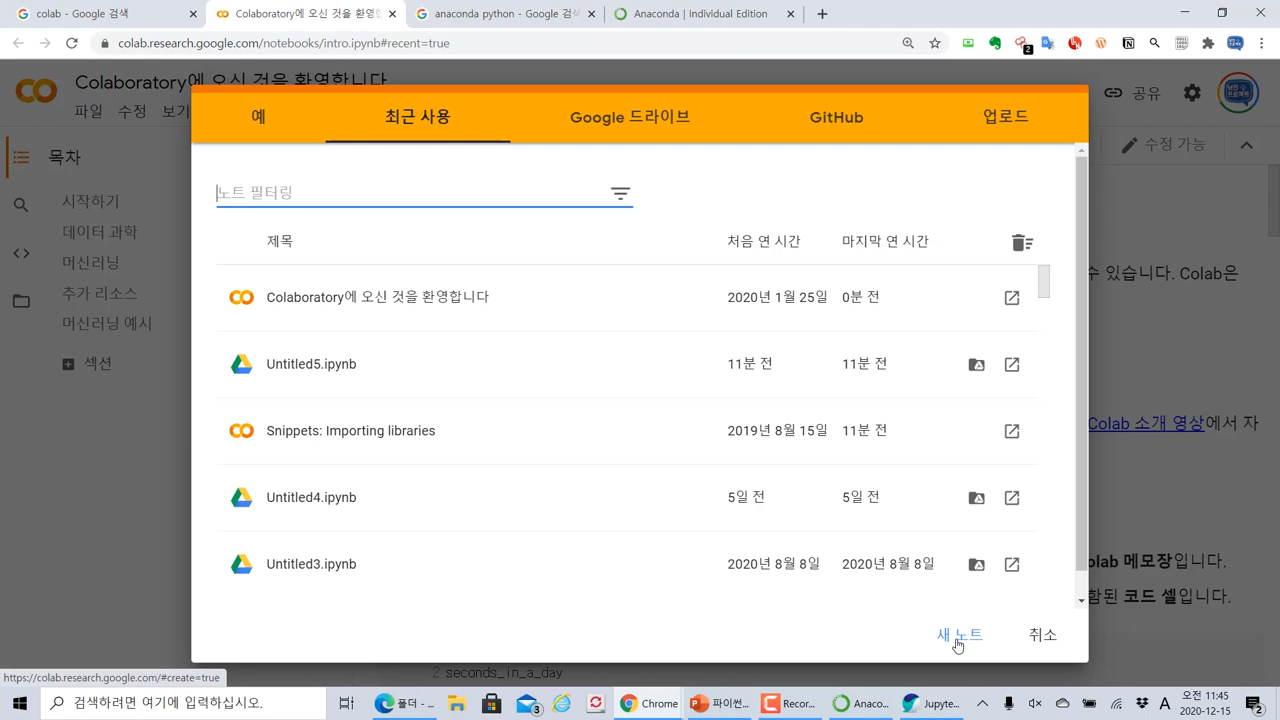 colab - Google 검색
Colaboratory에 오신 것을 환영합
anaconda python - Google 검색
Anaconda | Individual Edition
colab.research.google.com/notebooks/intro.ipynb#recent=true
2
Colaboratory에 오신 것을 환영합니다
파일 수정 보기
공유
예
최근 사용
Google 드라이브
GitHub
업로드
목차
수정 가능
시작하기
데이터 과학
머신러닝
추가 리소스
머신러닝 예시
섹션
노트 필터링
제목
처음 연 시간
마지막 연 시간
수 있습니다. Colab은
Colaboratory에 오신 것을 환영합니다
2020년 1월 25일
0분 전
Untitled5.ipynb
11분 전
11분 전
Snippets: Importing libraries
2019년 8월 15일
11분 전
Colab 소개 영상에서 자
Untitled4.ipynb
5일 전
5일 전
Untitled3.ipynb
2020년 8월 8일
2020년 8월 8일
olab 메모장입니다.
함된 코드 셀입니다.
새 노트
취소
2 seconds_in_a_day
https://colab.research.google.com/#create=true
검색하려면 여기에 입력하십시오.
3
폴더 - ...
Chrome
파이썬...
Recor...
Anaco...
Jupyte...
A
오전 11:45
2020-12-15
2